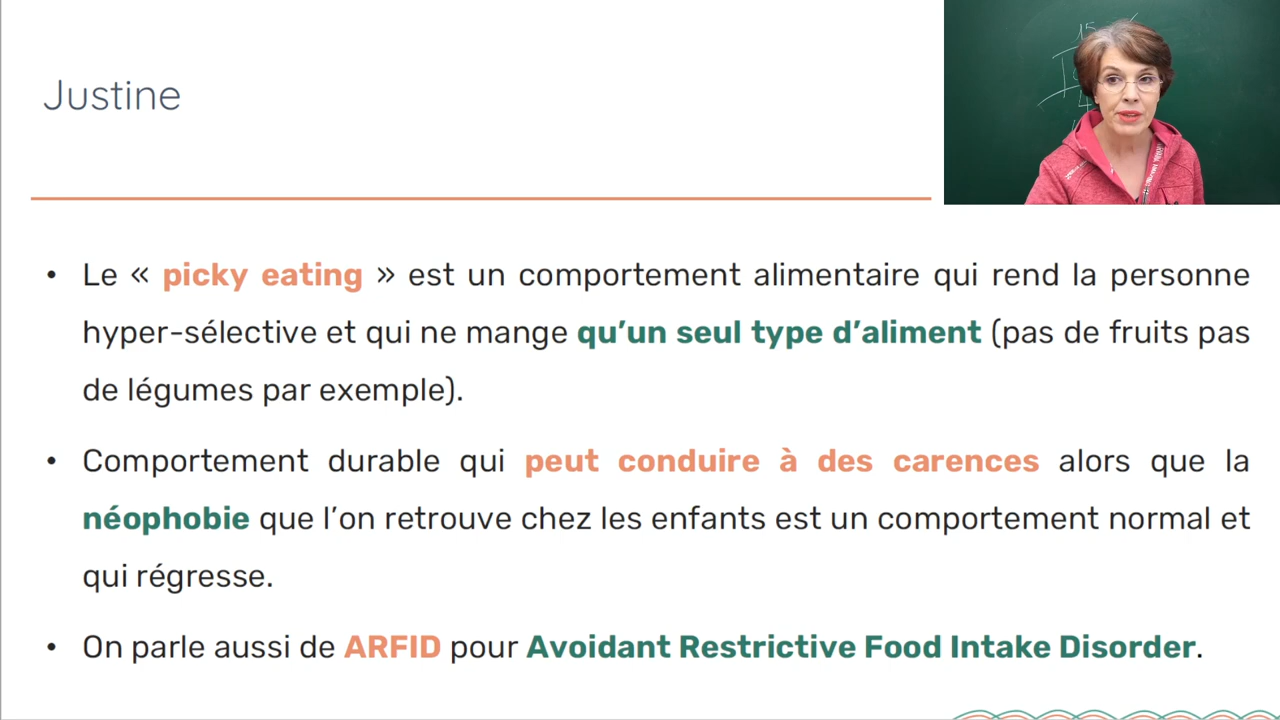 Justine
• Le « picky eating » est un comportement alimentaire qui rend la personne
hyper-sélective et qui ne mange qu’un seul type d’aliment (pas de fruits pas
de légumes par exemple).
• Comportement durable qui peut conduire à des carences alors que la
néophobie que l’on retrouve chez les enfants est un comportement normal et
qui régresse.
• On parle aussi de ARFID pour Avoidant Restrictive Food Intake Disorder.